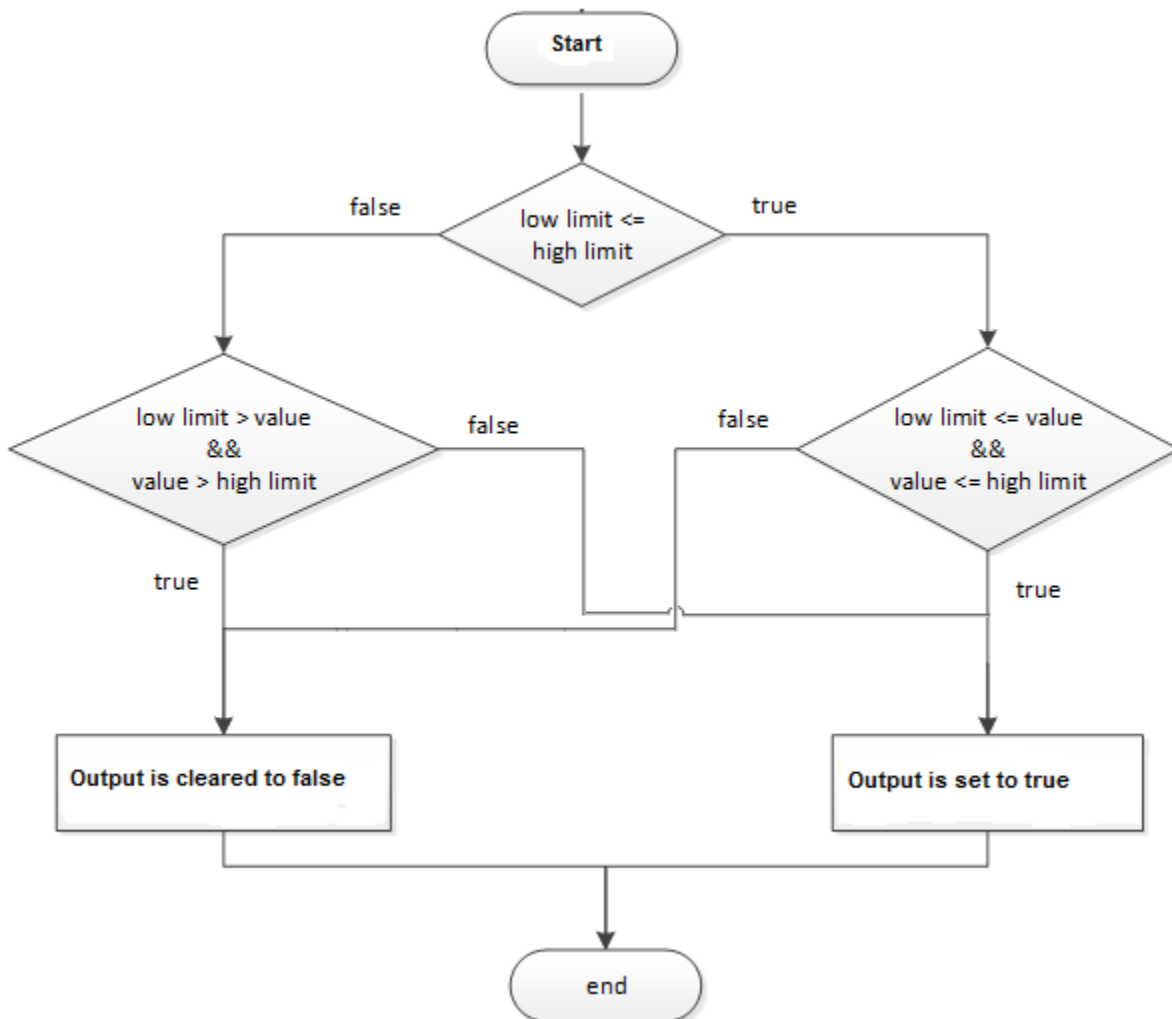 Start
false
true
low limit <=
high limit
low limit > value
&&
value > high limit
false
false
low limit <= value
&&
value <= high limit
true
true
Output is cleared to false
Output is set to true
end